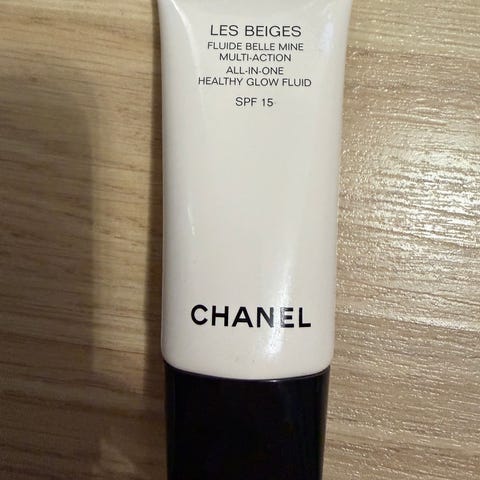 LES BEIGES
FLUIDE BELLE MINE
MULTI-ACTION
ALL-IN-ONE
HEALTHY GLOW FLUID
SPF 15
CHANEL